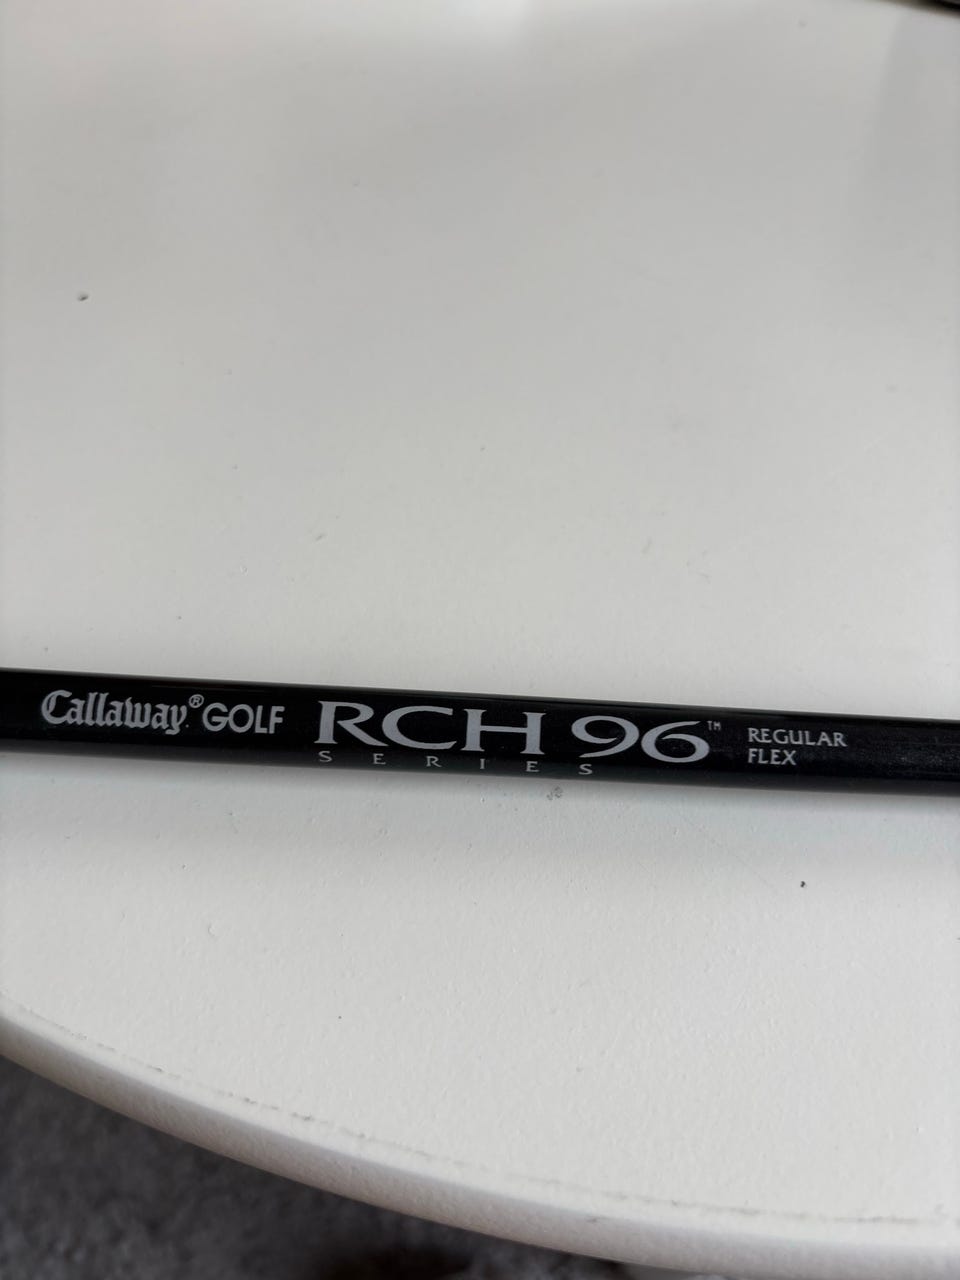 Callaway® GOLF RCH 96™ REGULAR
SERIES FLEX